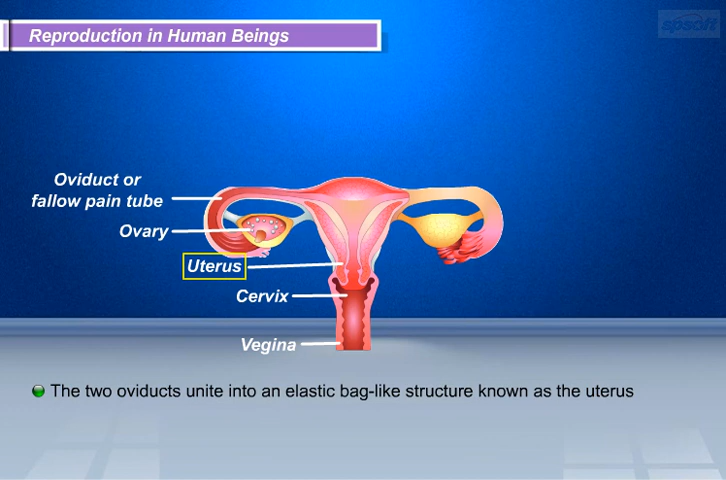 Reproduction in Human Beings
spsoft
Oviduct or
fallow pain tube
Ovary
Uterus
Cervix
Vegina
The two oviducts unite into an elastic bag-like structure known as the uterus